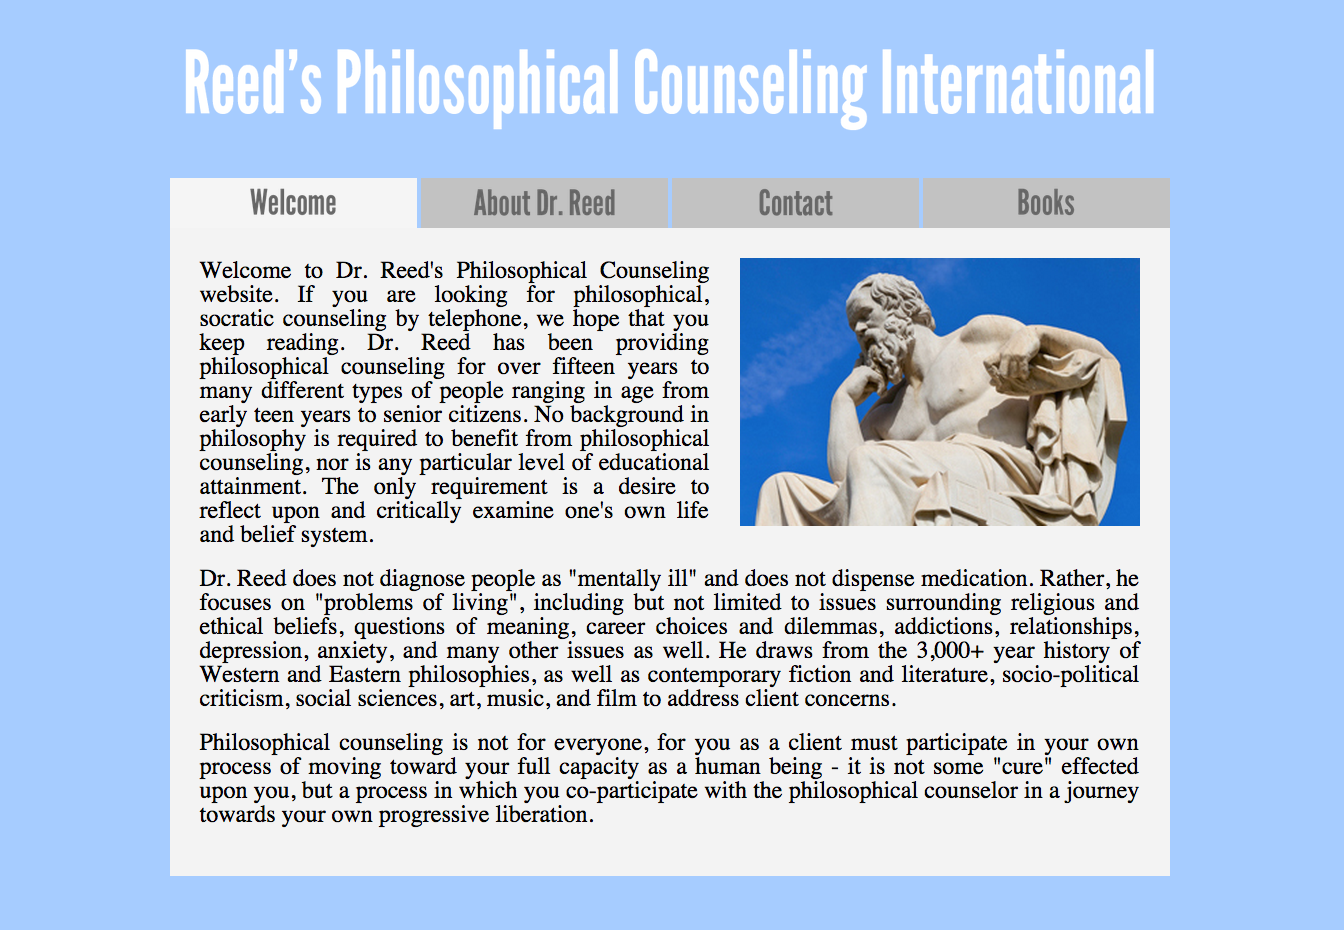 Reed’s Philosophical Counseling International
Welcome
About Dr. Reed
Contact
Books
Welcome to Dr. Reed's Philosophical Counseling
website. If you are looking for philosophical,
socratic counseling by telephone, we hope that you
keep reading. Dr. Reed has been providing
philosophical counseling for over fifteen years to
many different types of people ranging in age from
early teen years to senior citizens. No background in
philosophy is required to benefit from philosophical
counseling, nor is any particular level of educational
attainment. The only requirement is a desire to
reflect upon and critically examine one's own life
and belief system.
Dr. Reed does not diagnose people as "mentally ill" and does not dispense medication. Rather, he
focuses on "problems of living", including but not limited to issues surrounding religious and
ethical beliefs, questions of meaning, career choices and dilemmas, addictions, relationships,
depression, anxiety, and many other issues as well. He draws from the 3,000+ year history of
Western and Eastern philosophies, as well as contemporary fiction and literature, socio-political
criticism, social sciences, art, music, and film to address client concerns.
Philosophical counseling is not for everyone, for you as a client must participate in your own
process of moving toward your full capacity as a human being - it is not some "cure" effected
upon you, but a process in which you co-participate with the philosophical counselor in a journey
towards your own progressive liberation.